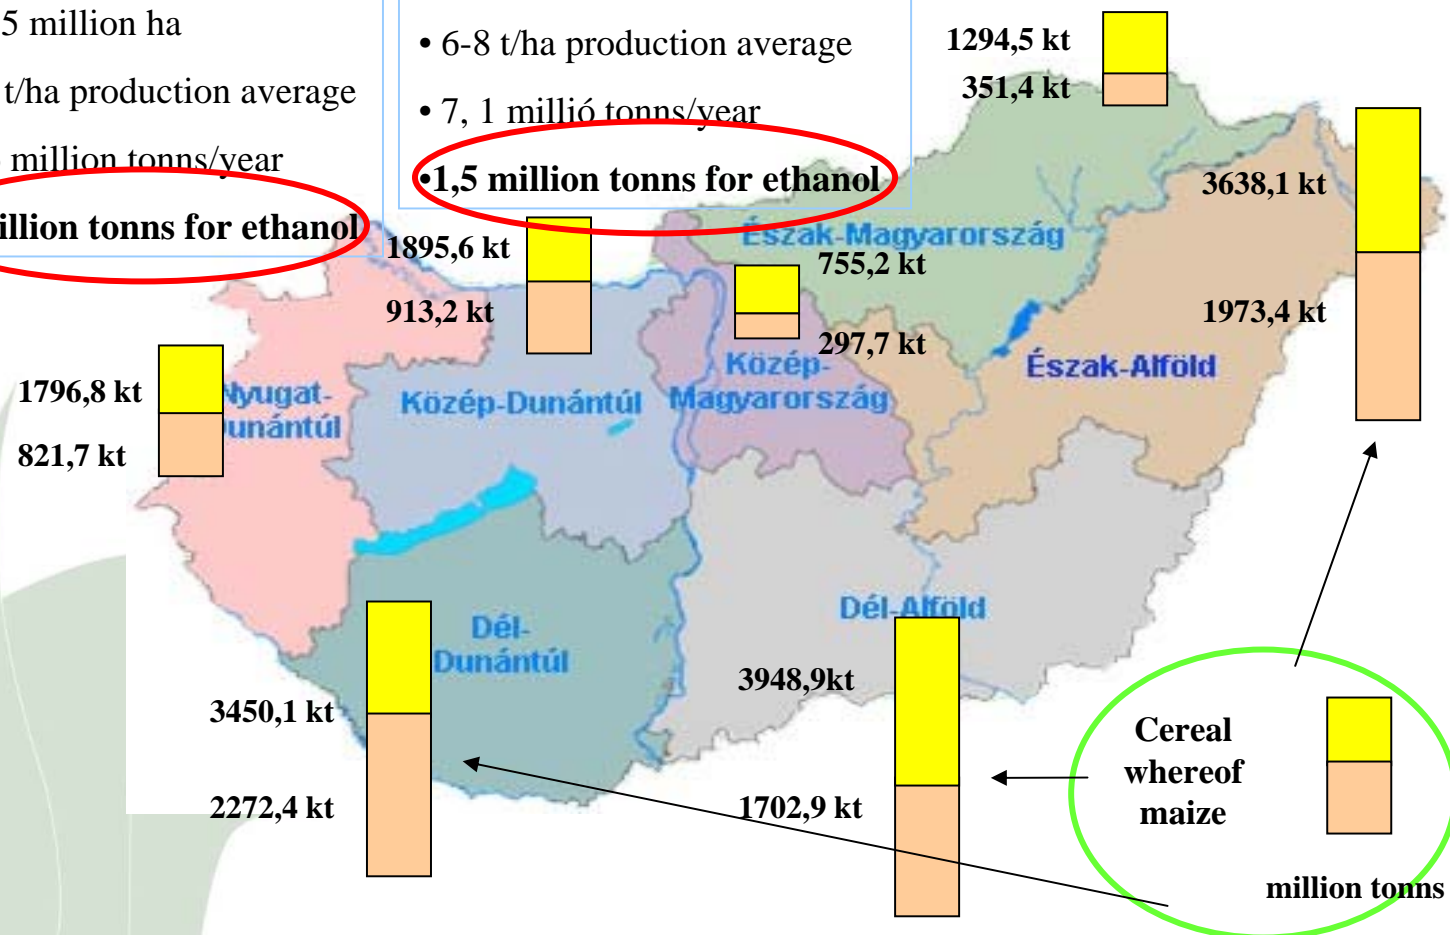 5 million ha
t/ha production average
million tonns/year
illion tonns for ethanol
• 6-8 t/ha production average
• 7, 1 millió tonns/year
•1,5 million tonns for ethanol
1294,5 kt
351,4 kt
3638,1 kt
1973,4 kt
Észak-Magyarország
1895,6 kt
913,2 kt
755,2 kt
297,7 kt
Közép-
Magyarország
Észak-Alföld
1796,8 kt
821,7 kt
Nyugat-
Dunántúl
Közép-Dunántúl
Dél-
Dunántúl
3450,1 kt
2272,4 kt
Dél-Alföld
3948,9kt
1702,9 kt
Cereal
whereof
maize
million tonns